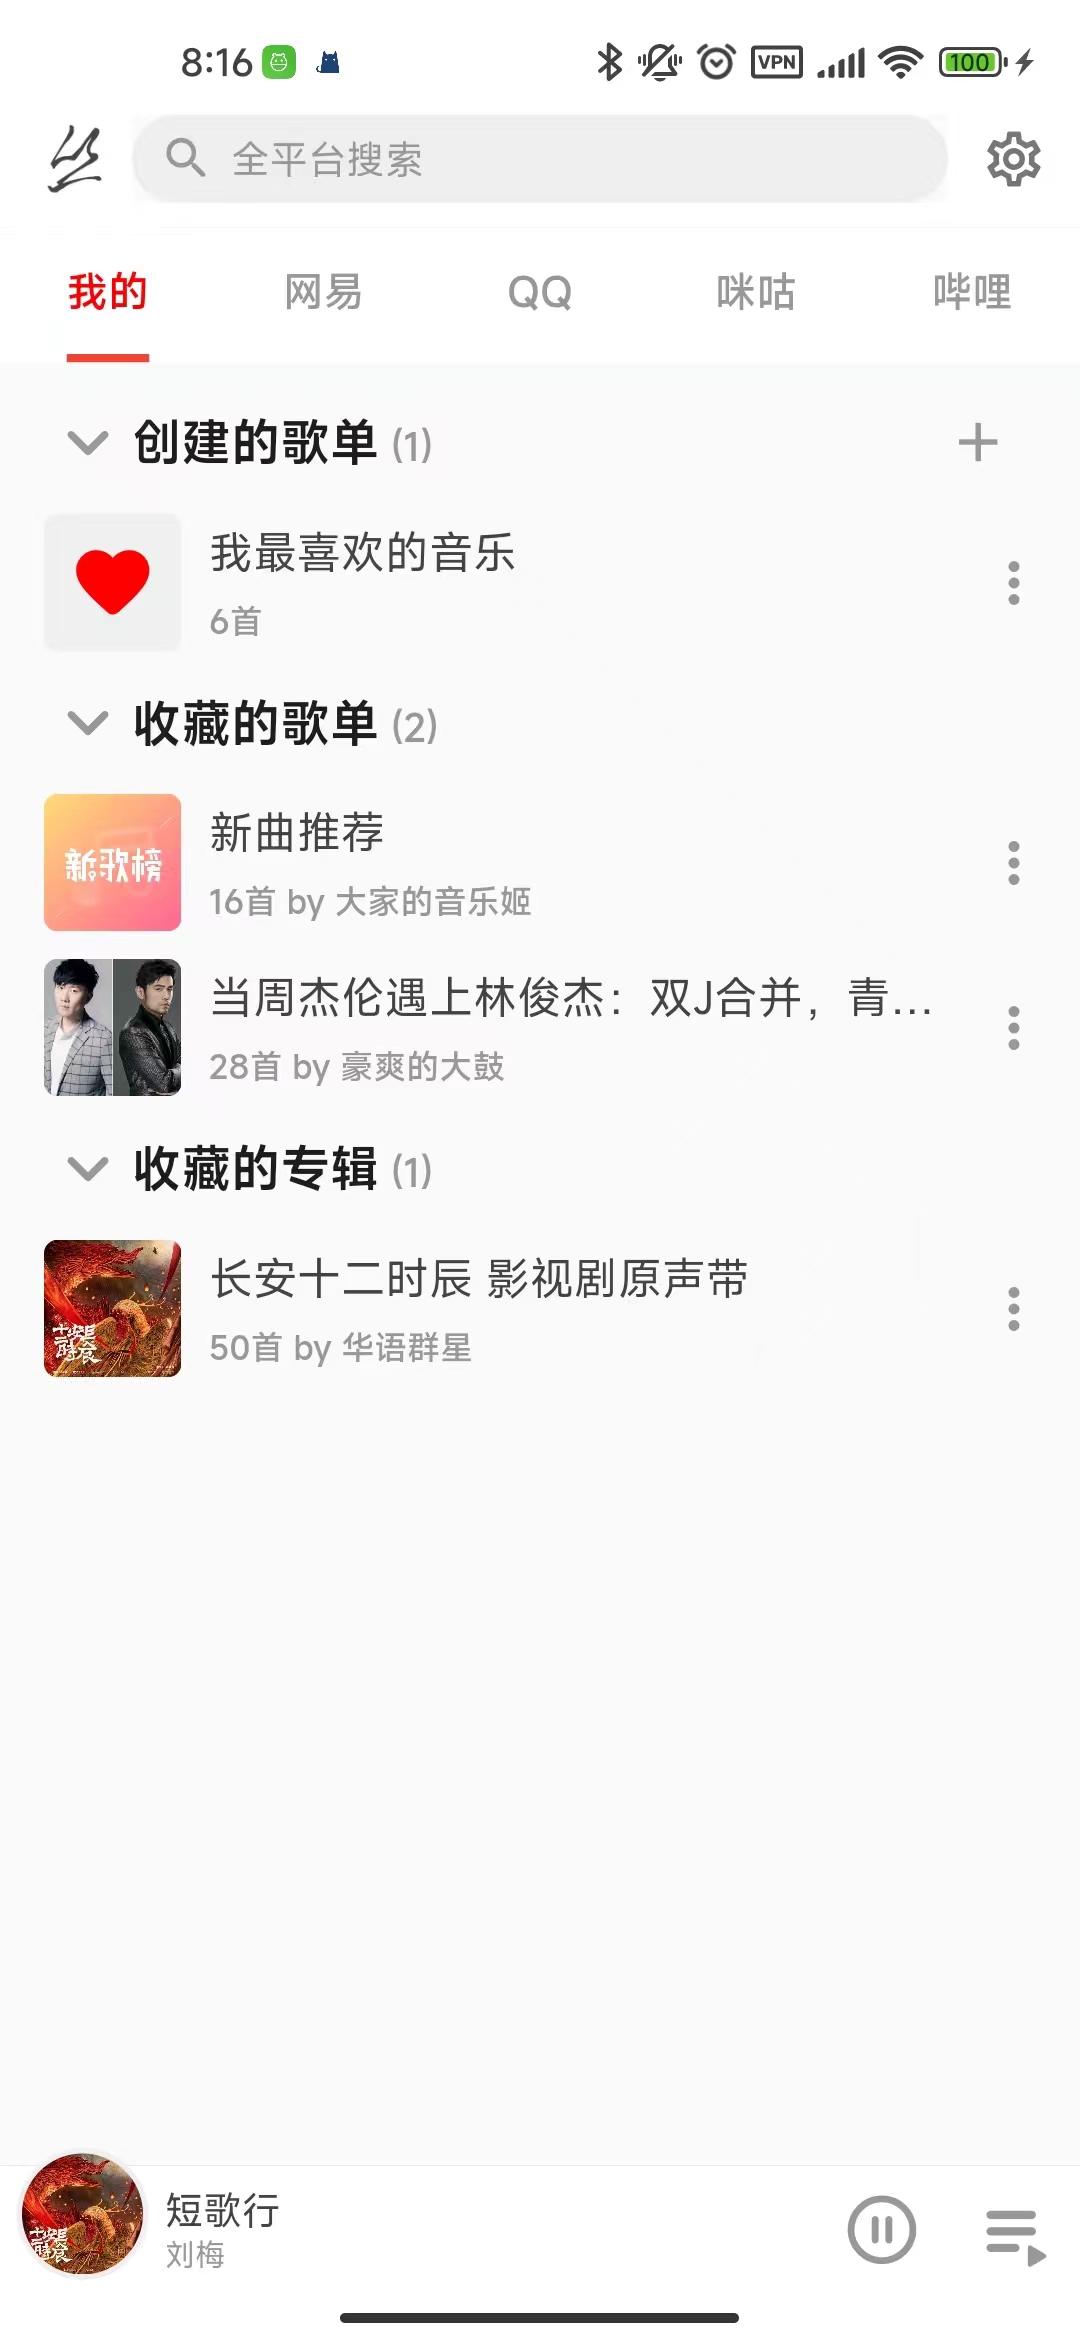 8:16
VPN
100
丝
全平台搜索
我的 网易 QQ 咪咕 哔哩
创建的歌单 (1)
我最喜欢的音乐
6首
收藏的歌单 (2)
新歌榜
新曲推荐
16首 by 大家的音乐姬
当周杰伦遇上林俊杰：双J合并，青...
28首 by 豪爽的大鼓
收藏的专辑 (1)
长安十二时辰 影视剧原声带
50首 by 华语群星
短歌行
刘梅